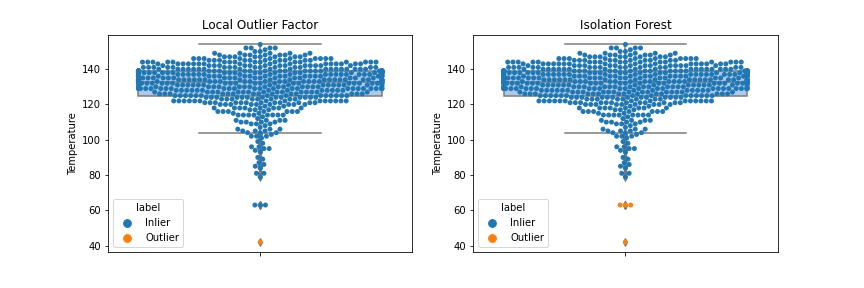 Local Outlier Factor
Temperature
140
120
100
80
60
40
label
Inlier
Outlier
Isolation Forest
Temperature
140
120
100
80
60
40
label
Inlier
Outlier